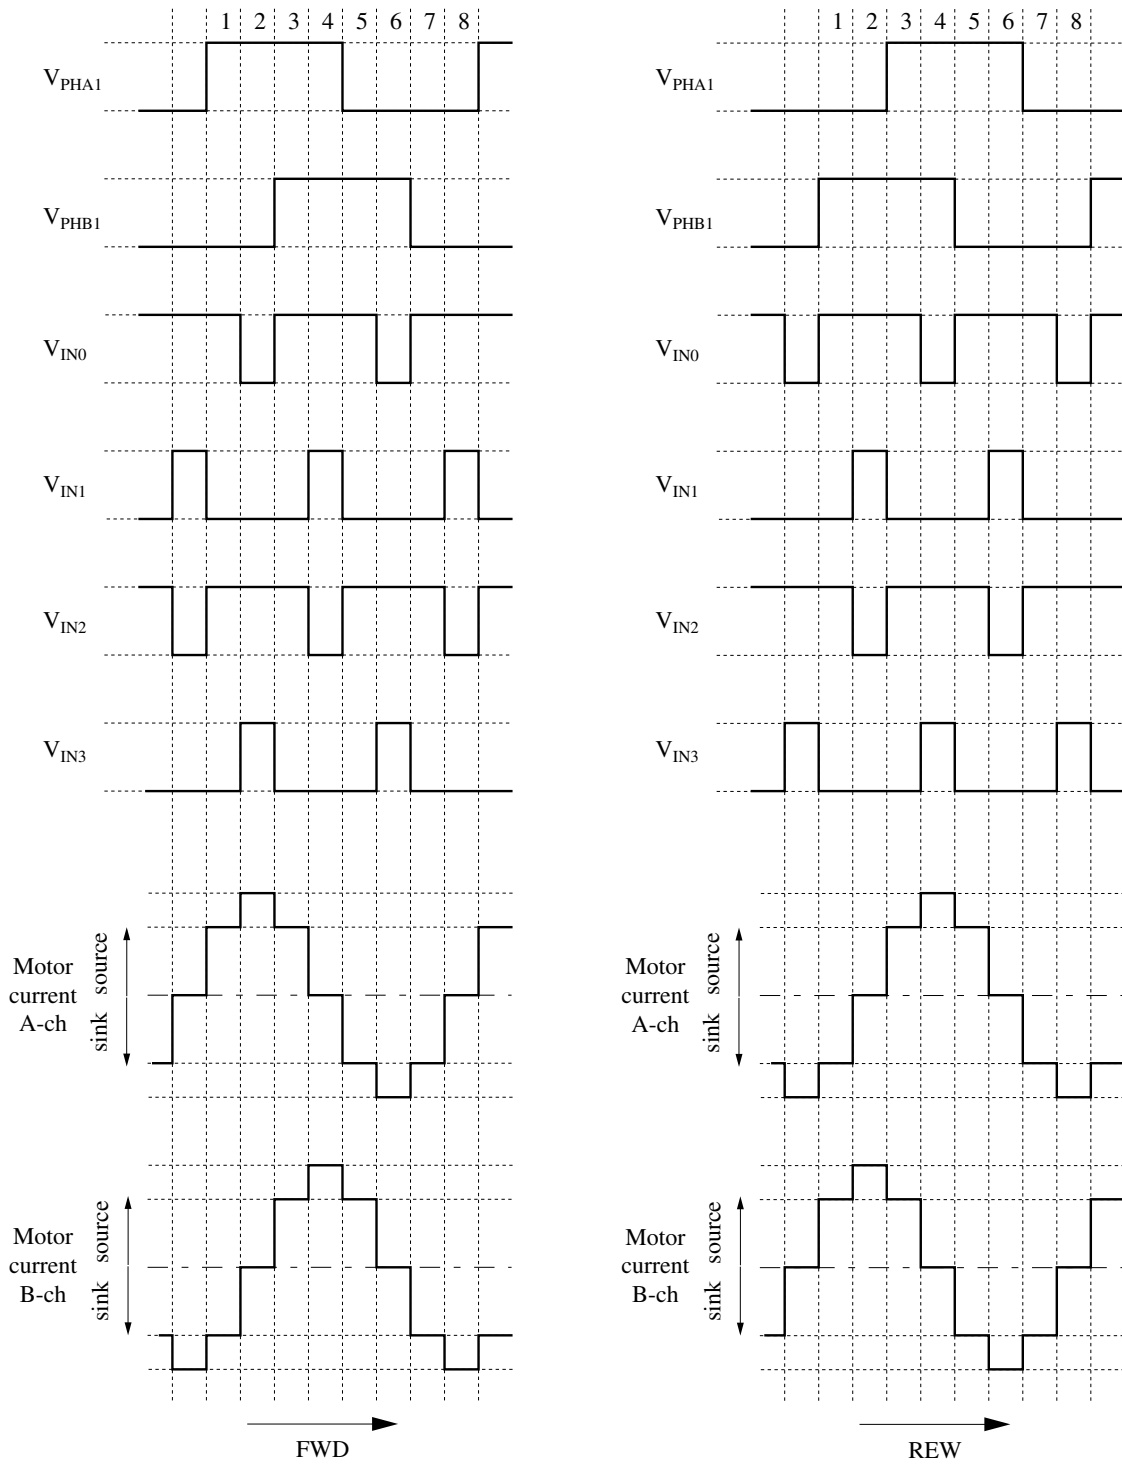 1 2 3 4 5 6 7 8
V_PHA1
V_PHB1
V_IN0
V_IN1
V_IN2
V_IN3
Motor
current
A-ch
source
sink
Motor
current
B-ch
source
sink
FWD
1 2 3 4 5 6 7 8
V_PHA1
V_PHB1
V_IN0
V_IN1
V_IN2
V_IN3
Motor
current
A-ch
source
sink
Motor
current
B-ch
source
sink
REW